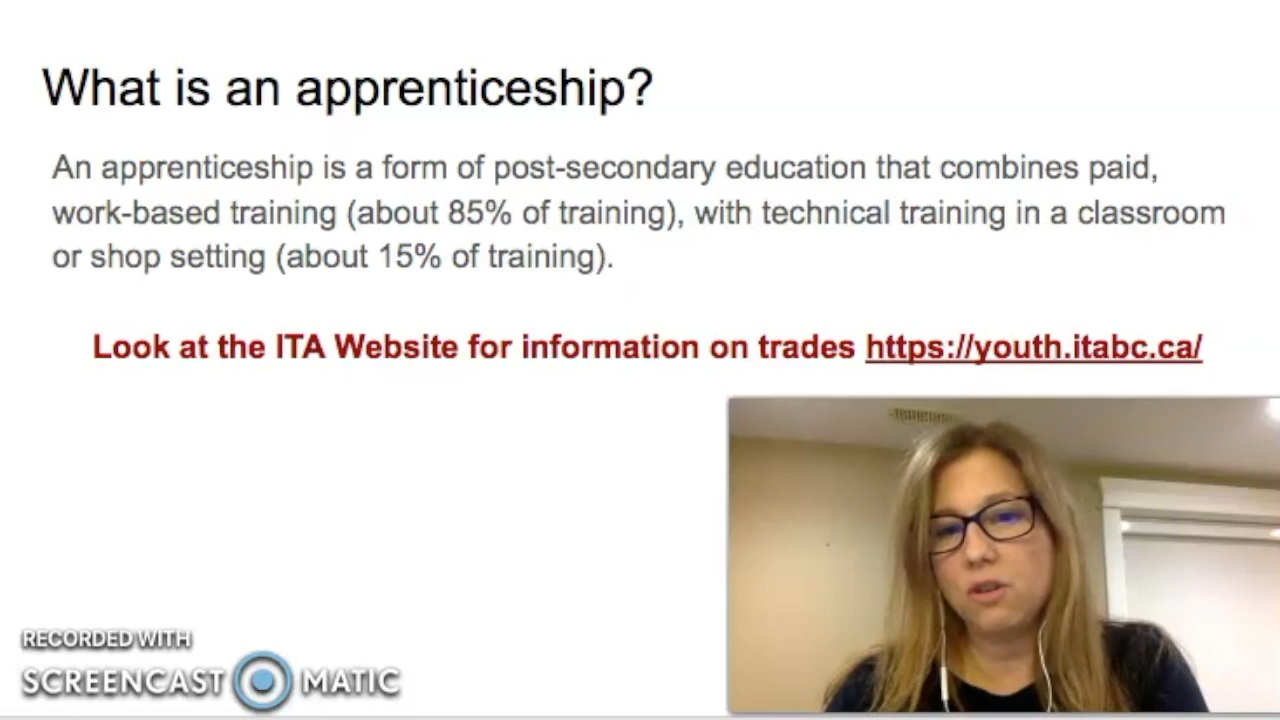 What is an apprenticeship?
An apprenticeship is a form of post-secondary education that combines paid,
work-based training (about 85% of training), with technical training in a classroom
or shop setting (about 15% of training).
Look at the ITA Website for information on trades https://youth.itabc.ca/
RECORDED WITH
SCREENCAST MATIC